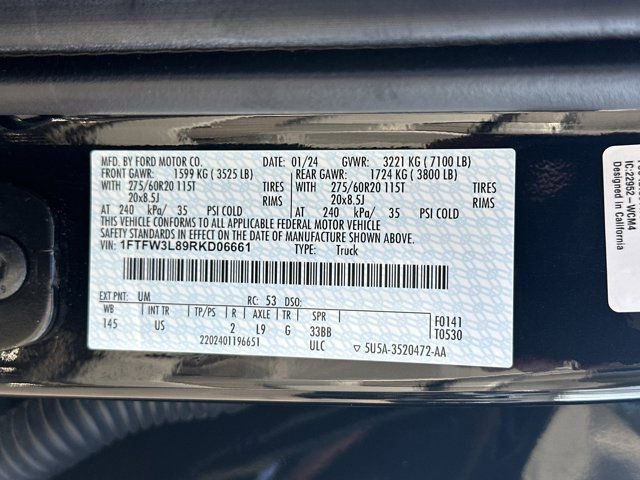 MFD. BY FORD MOTOR CO. DATE: 01/24 GVWR: 3221 KG ( 7100 LB)
FRONT GAWR: 1599 KG ( 3525 LB) REAR GAWR: 1724 KG ( 3800 LB)
WITH 275/60R20 115T TIRES WITH 275/60R20 115T TIRES
20x8.5J RIMS 20x8.5J RIMS
AT 240 kPa/ 35 PSI COLD AT 240 kPa/ 35 PSI COLD
THIS VEHICLE CONFORMS TO ALL APPLICABLE FEDERAL MOTOR VEHICLE
SAFETY STANDARDS IN EFFECT ON THE DATE OF MANUFACTURE SHOWN ABOVE.
VIN: 1FTFW3L89RKD06661 TYPE: Truck
EXT PNT: UM RC: 53 DSO:
WB INT TR TP/PS R AXLE TR SPR
145 US 2 L9 G 33BB
2202401196651 ULC ▽ 5U5A-3520472-AA
F0141
T0530
IC:22952-WCM4
Designed in California